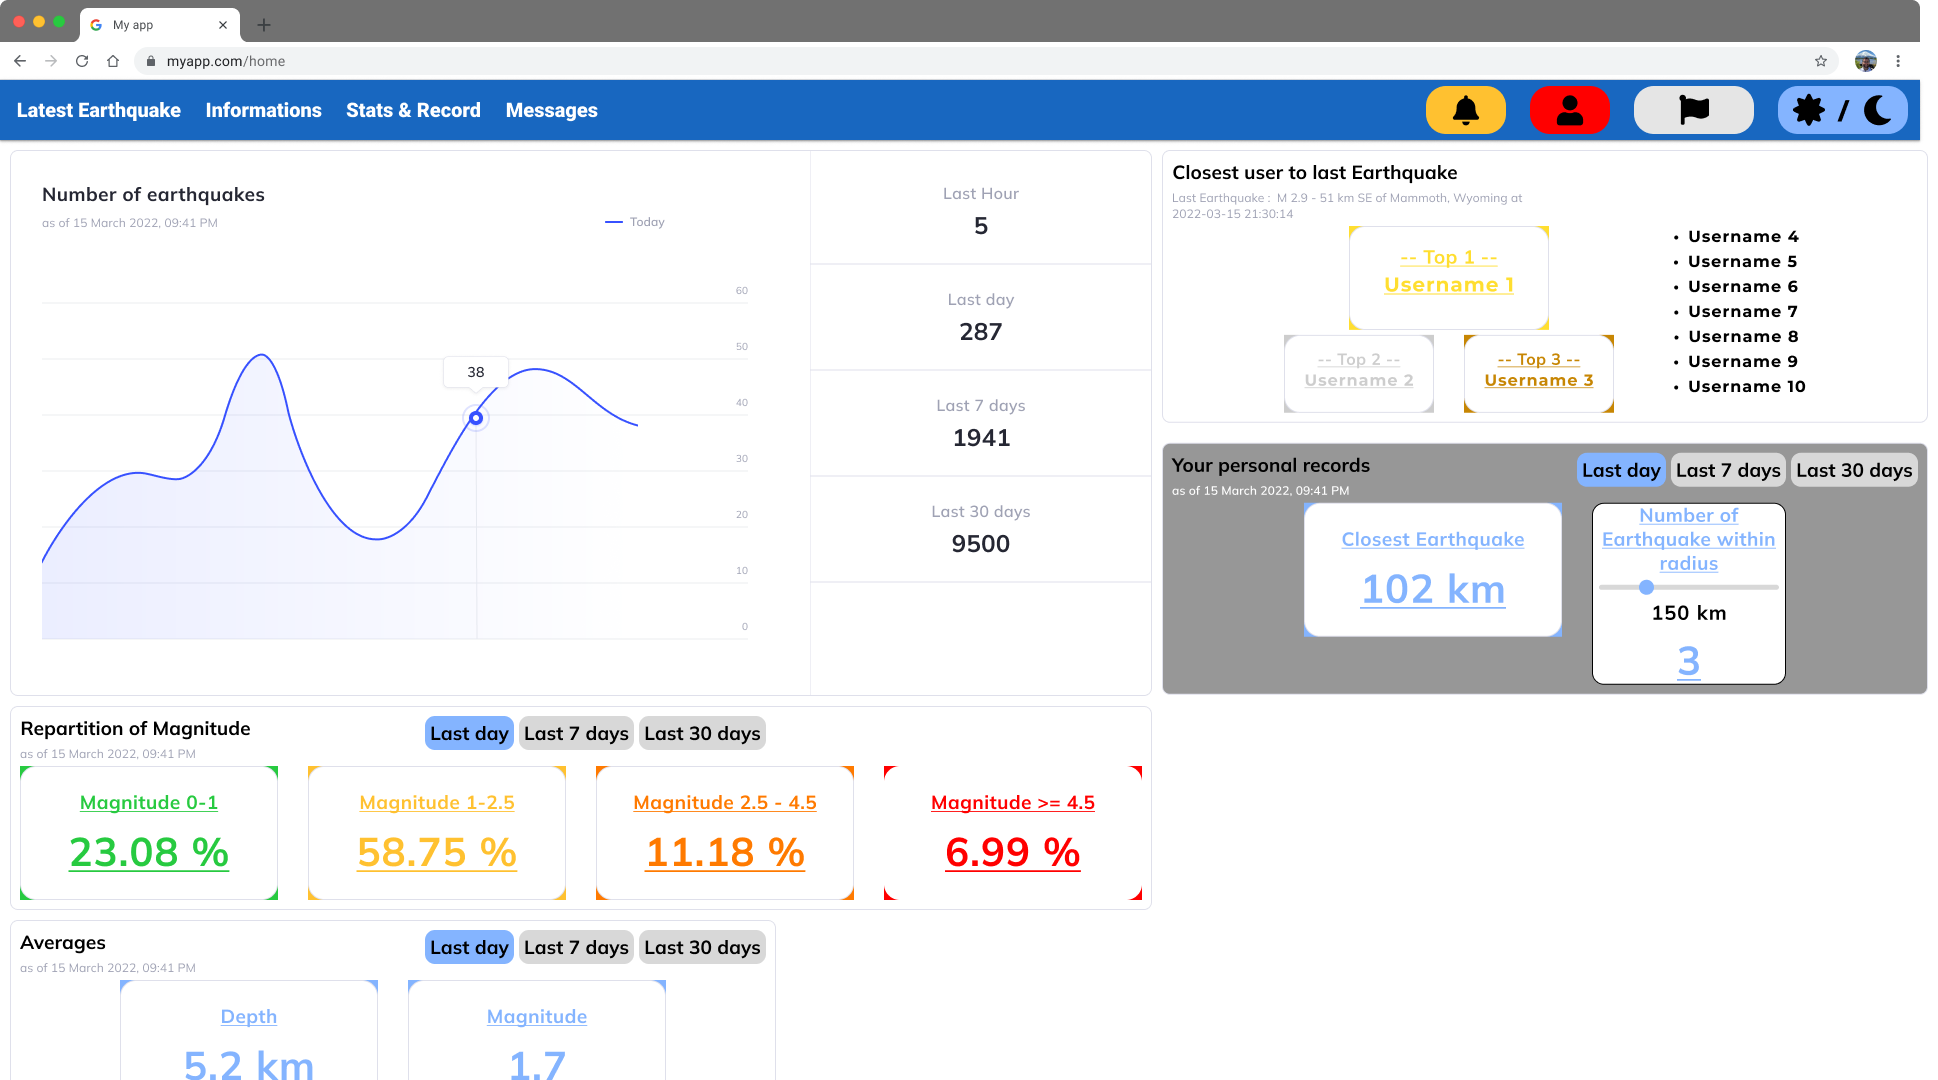 My app
myapp.com/home
Latest Earthquake Informations Stats & Record Messages
/
Number of earthquakes
as of 15 March 2022, 09:41 PM
Today
60
50
40
30
20
10
0
38
Last Hour
5
Last day
287
Last 7 days
1941
Last 30 days
9500
Closest user to last Earthquake
Last Earthquake : M 2.9 - 51 km SE of Mammoth, Wyoming at
2022-03-15 21:30:14
-- Top 1 --
Username 1
-- Top 2 --
Username 2
-- Top 3 --
Username 3
• Username 4
• Username 5
• Username 6
• Username 7
• Username 8
• Username 9
• Username 10
Your personal records
as of 15 March 2022, 09:41 PM
Last day Last 7 days Last 30 days
Closest Earthquake
102 km
Number of
Earthquake within
radius
150 km
3
Repartition of Magnitude
as of 15 March 2022, 09:41 PM
Last day Last 7 days Last 30 days
Magnitude 0-1
23.08 %
Magnitude 1-2.5
58.75 %
Magnitude 2.5 - 4.5
11.18 %
Magnitude >= 4.5
6.99 %
Averages
as of 15 March 2022, 09:41 PM
Last day Last 7 days Last 30 days
Depth
5.2 km
Magnitude
1.7